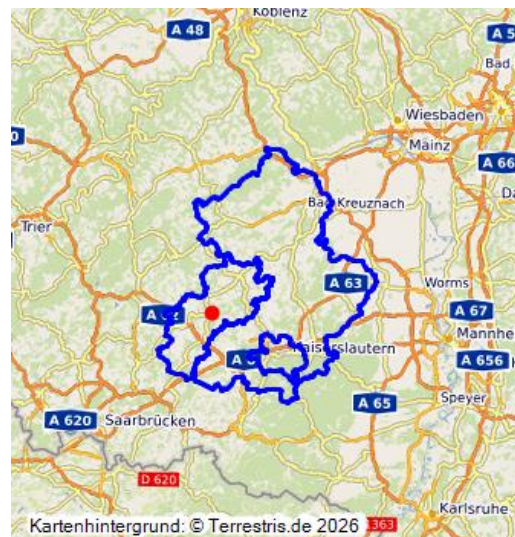 Koblenz
A 48
A 5
Bad
Wiesbaden
Mainz
A 66
Bad Kreuznach
Trier
A 63
Worms
A 67
Kaiserslautern
Mannhe
A 656
A 65
Speyer
A 620
Saarbrücken
D 620
Karlsruhe
Kartenhintergrund: © Terrestris.de 2026